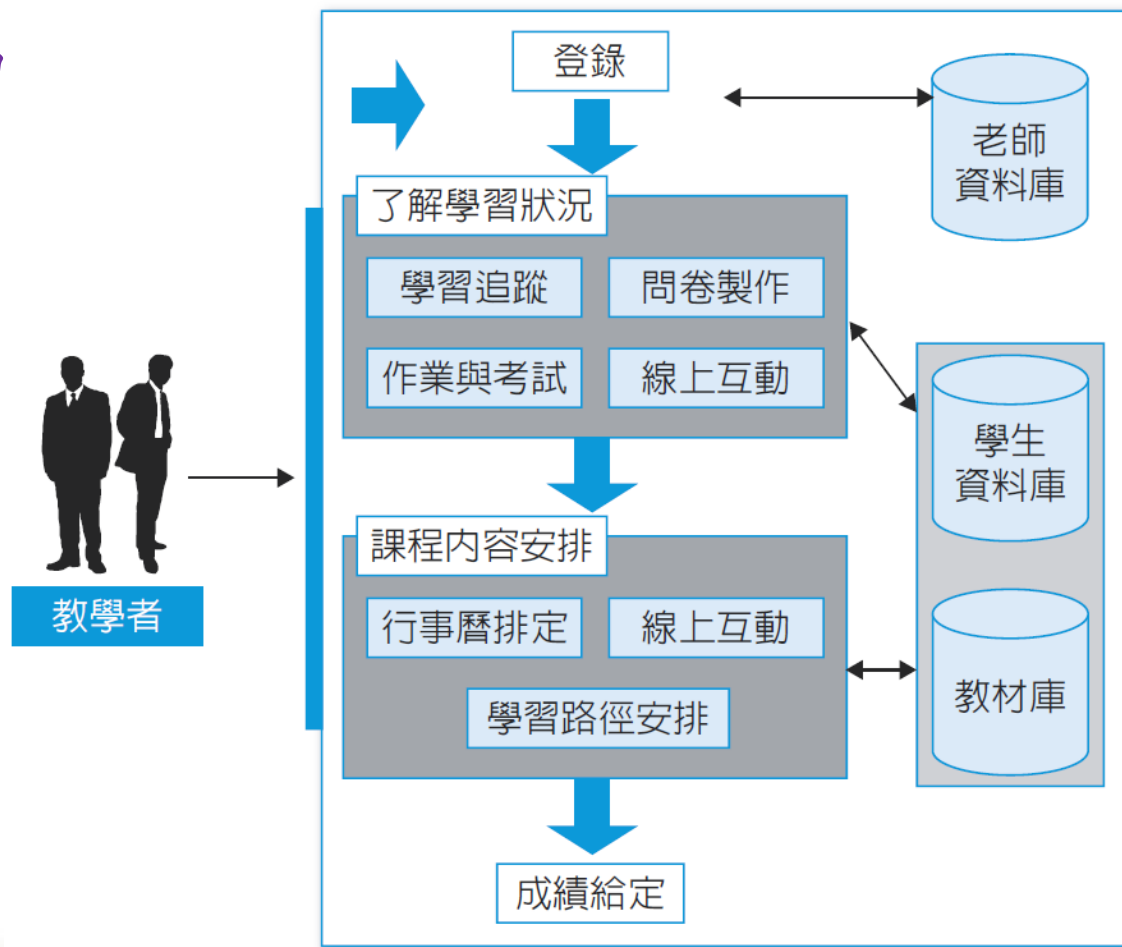 登錄
老師
資料庫
了解學習狀況
學習追蹤
問卷製作
作業與考試
線上互動
學生
資料庫
教學者
課程內容安排
行事曆排定
線上互動
學習路徑安排
教材庫
成績給定